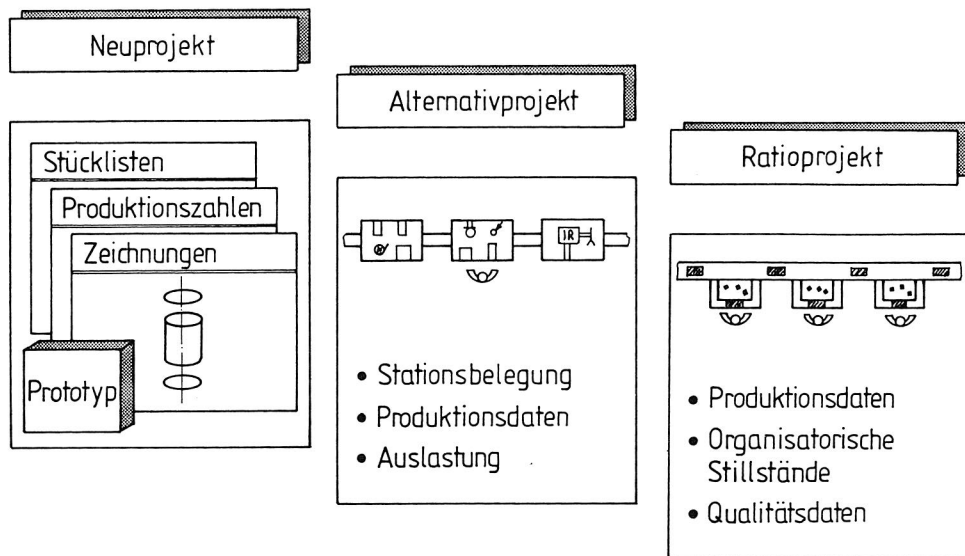 Neuprojekt
Stücklisten
Produktionszahlen
Zeichnungen
Prototyp
Alternativprojekt
IR
• Stationsbelegung
• Produktionsdaten
• Auslastung
Ratioprojekt
• Produktionsdaten
• Organisatorische
Stillstände
• Qualitätsdaten